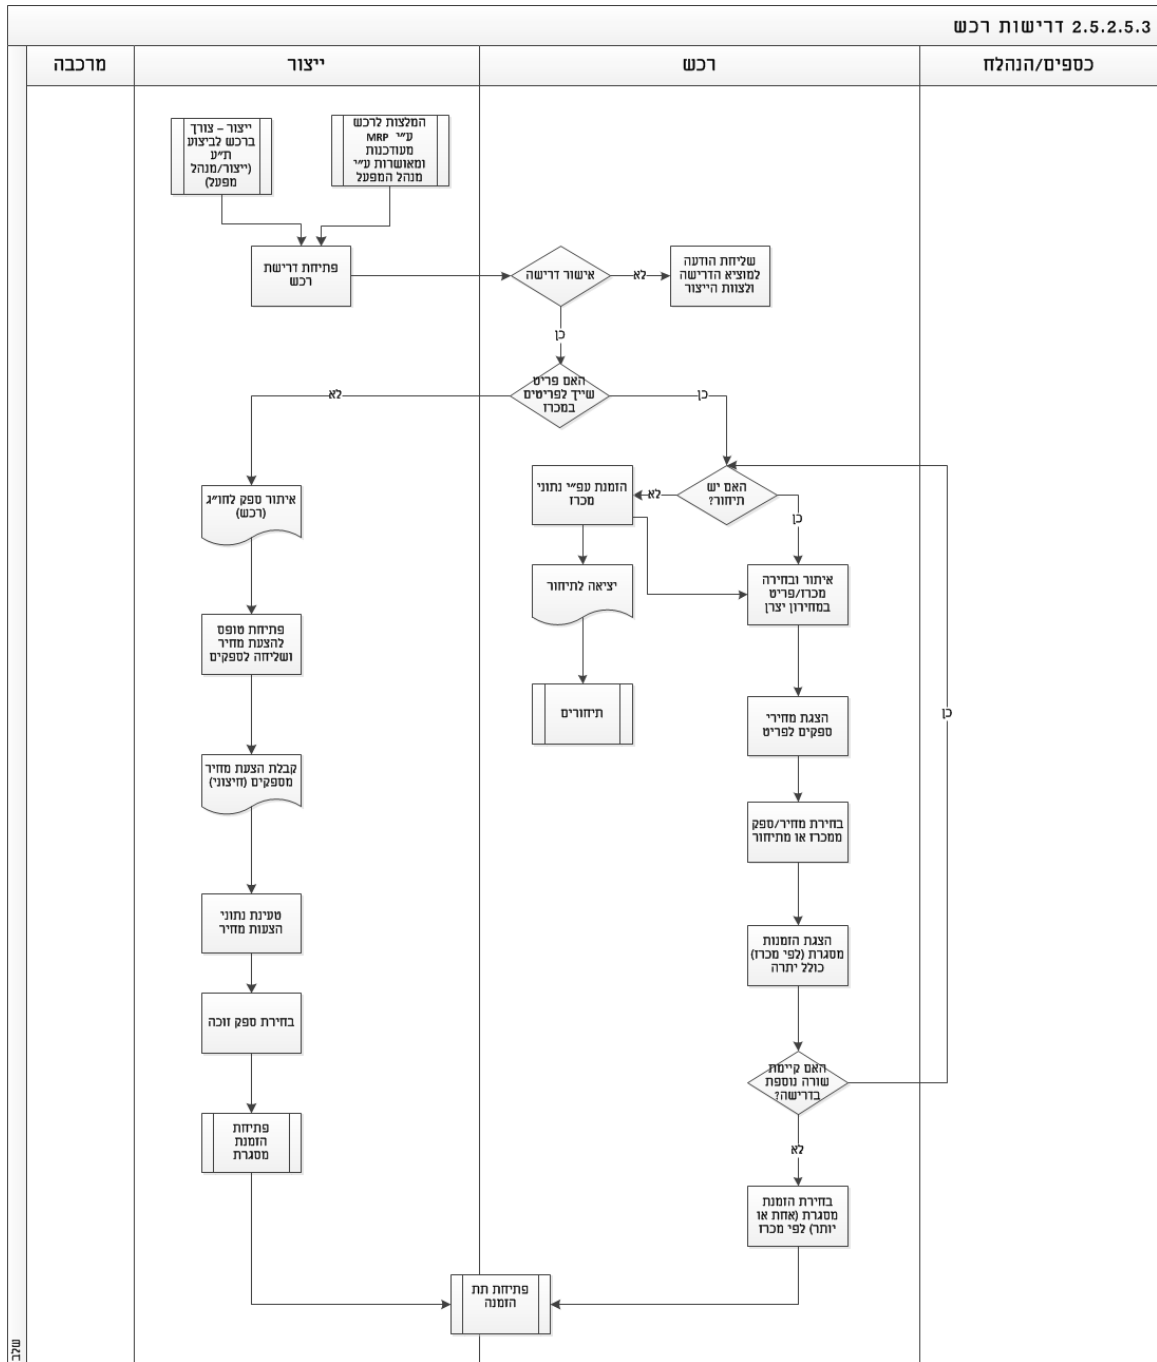 2.5.2.5.3 דרישות רכש
כספים/הנהלה
רכש
ייצור
מרכבה
המלצות לרכש
ע"י MRP
מעודכנות
ומאושרות ע"י
מנהל המפעל
ייצור – צורך
ברכש לביצוע
ת"ע
(ייצור/מנהל
מפעל)
פתיחת דרישת
רכש
אישור דרישה
לא
שליחת הודעה
למוציא הדרישה
ולצוות הייצור
כן
האם פריט
שייך לפריטים
במכרז
כן
לא
האם יש
תיחור?
לא
הזמנת עפ"י נתוני
מכרז
כן
יציאה לתיחור
תיחורים
איתור ובחירה
מכרז/פריט
במחירון יצרן
הצגת מחירי
ספקים לפריט
בחירת מחיר/ספק
ממכרז או מתיחור
הצגת הזמנות
מסגרת (לפי מכרז)
כולל יתרה
האם קיימת
שורה נוספת
בדרישה?
כן
לא
בחירת הזמנת
מסגרת (אחת או
יותר) לפי מכרז
איתור ספק לחו"ג
(רכש)
פתיחת טופס
להצעת מחיר
ושליחה לספקים
קבלת הצעת מחיר
מספקים (חיצוני)
טעינת נתוני
הצעות מחיר
בחירת ספק זוכה
פתיחת
הזמנת
מסגרת
פתיחת תת
הזמנה
שלב